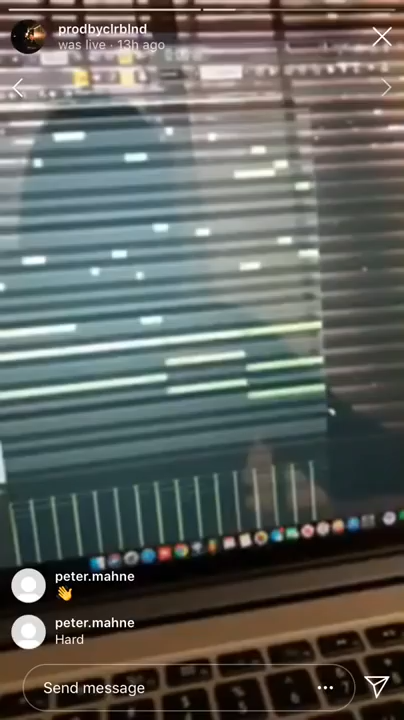 prodbyclrblnd
was live · 13h ago
peter.mahne
👋
peter.mahne
Hard
Send message